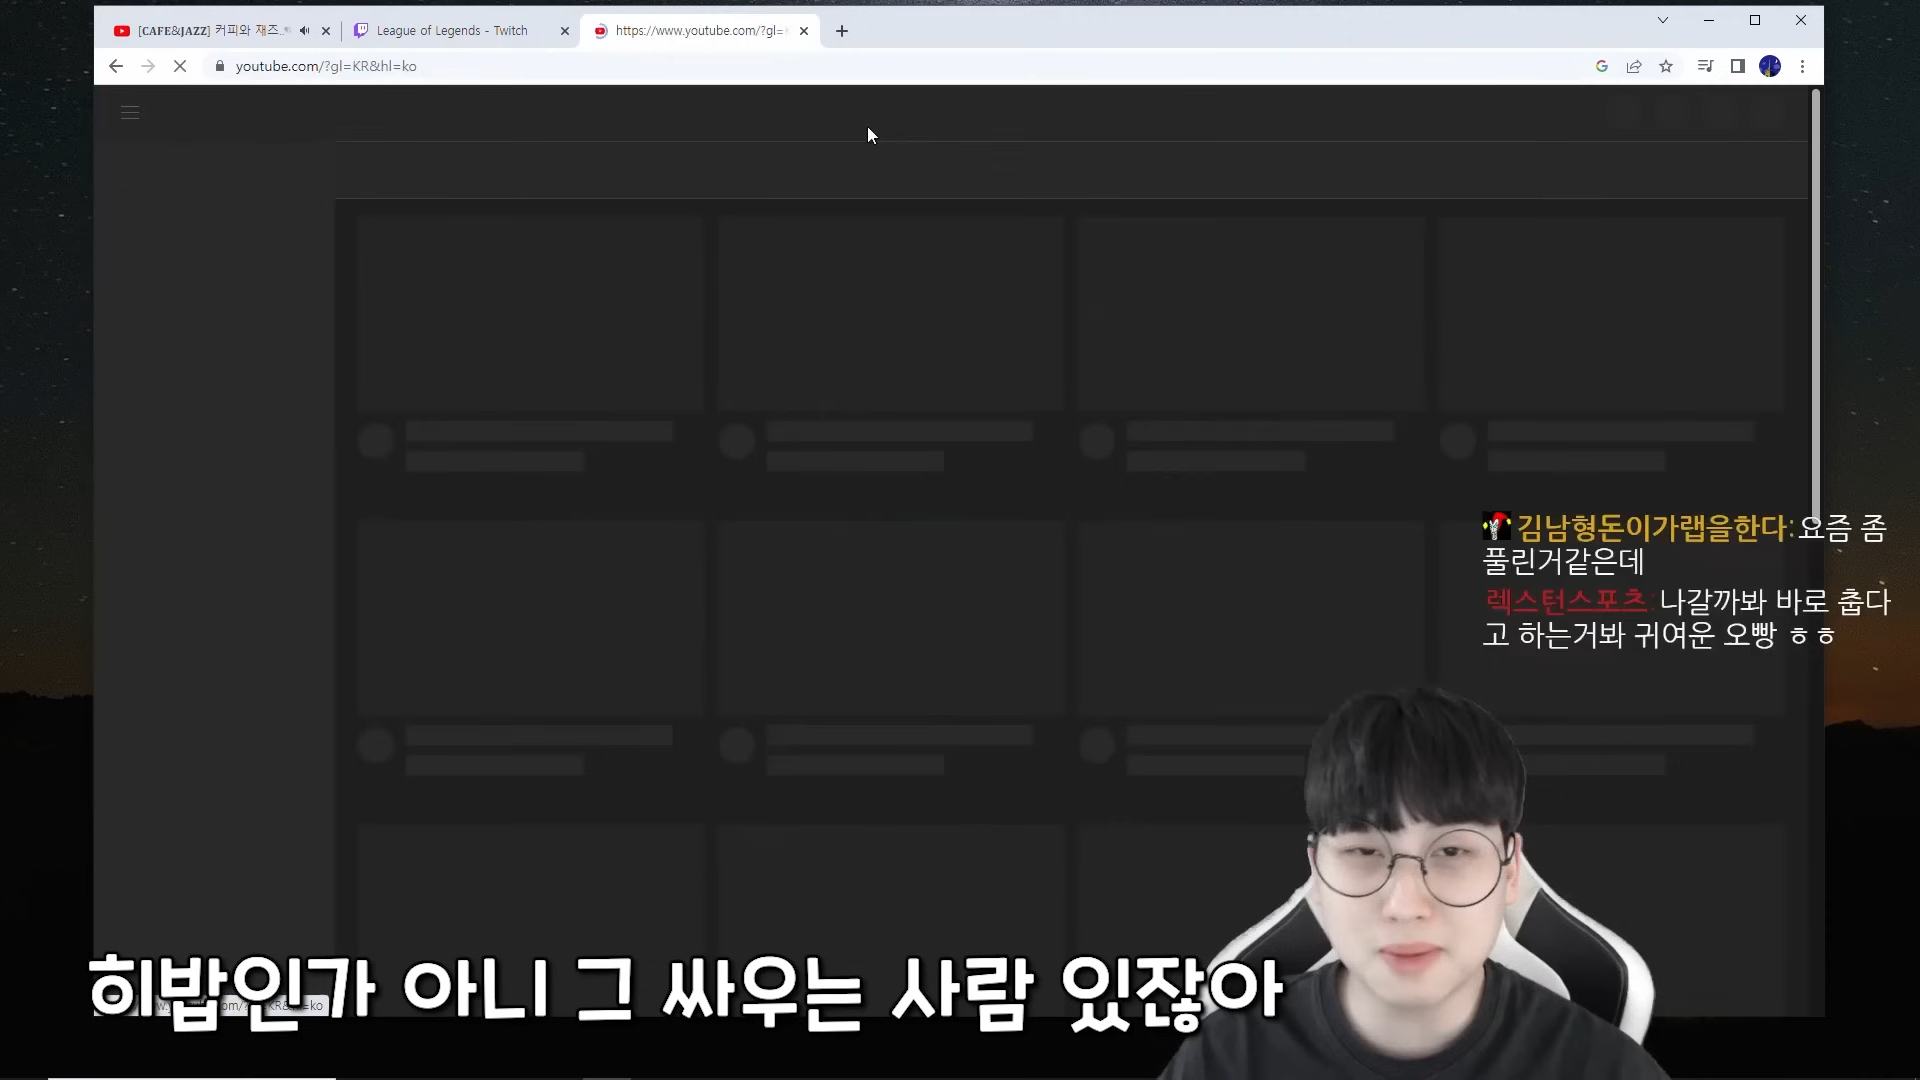 [CAFE&JAZZ] 커피와 재즈..
League of Legends - Twitch
https://www.youtube.com/?gl=
youtube.com/?gl=KR&hl=ko
김남형돈이가랩을한다: 요즘 좀
풀린거같은데
렉스턴스포츠: 나갈까봐 바로 춥다
고 하는거봐 귀여운 오빵 ㅎㅎ
히밥인가 아니 그 싸우는 사람 있잖아